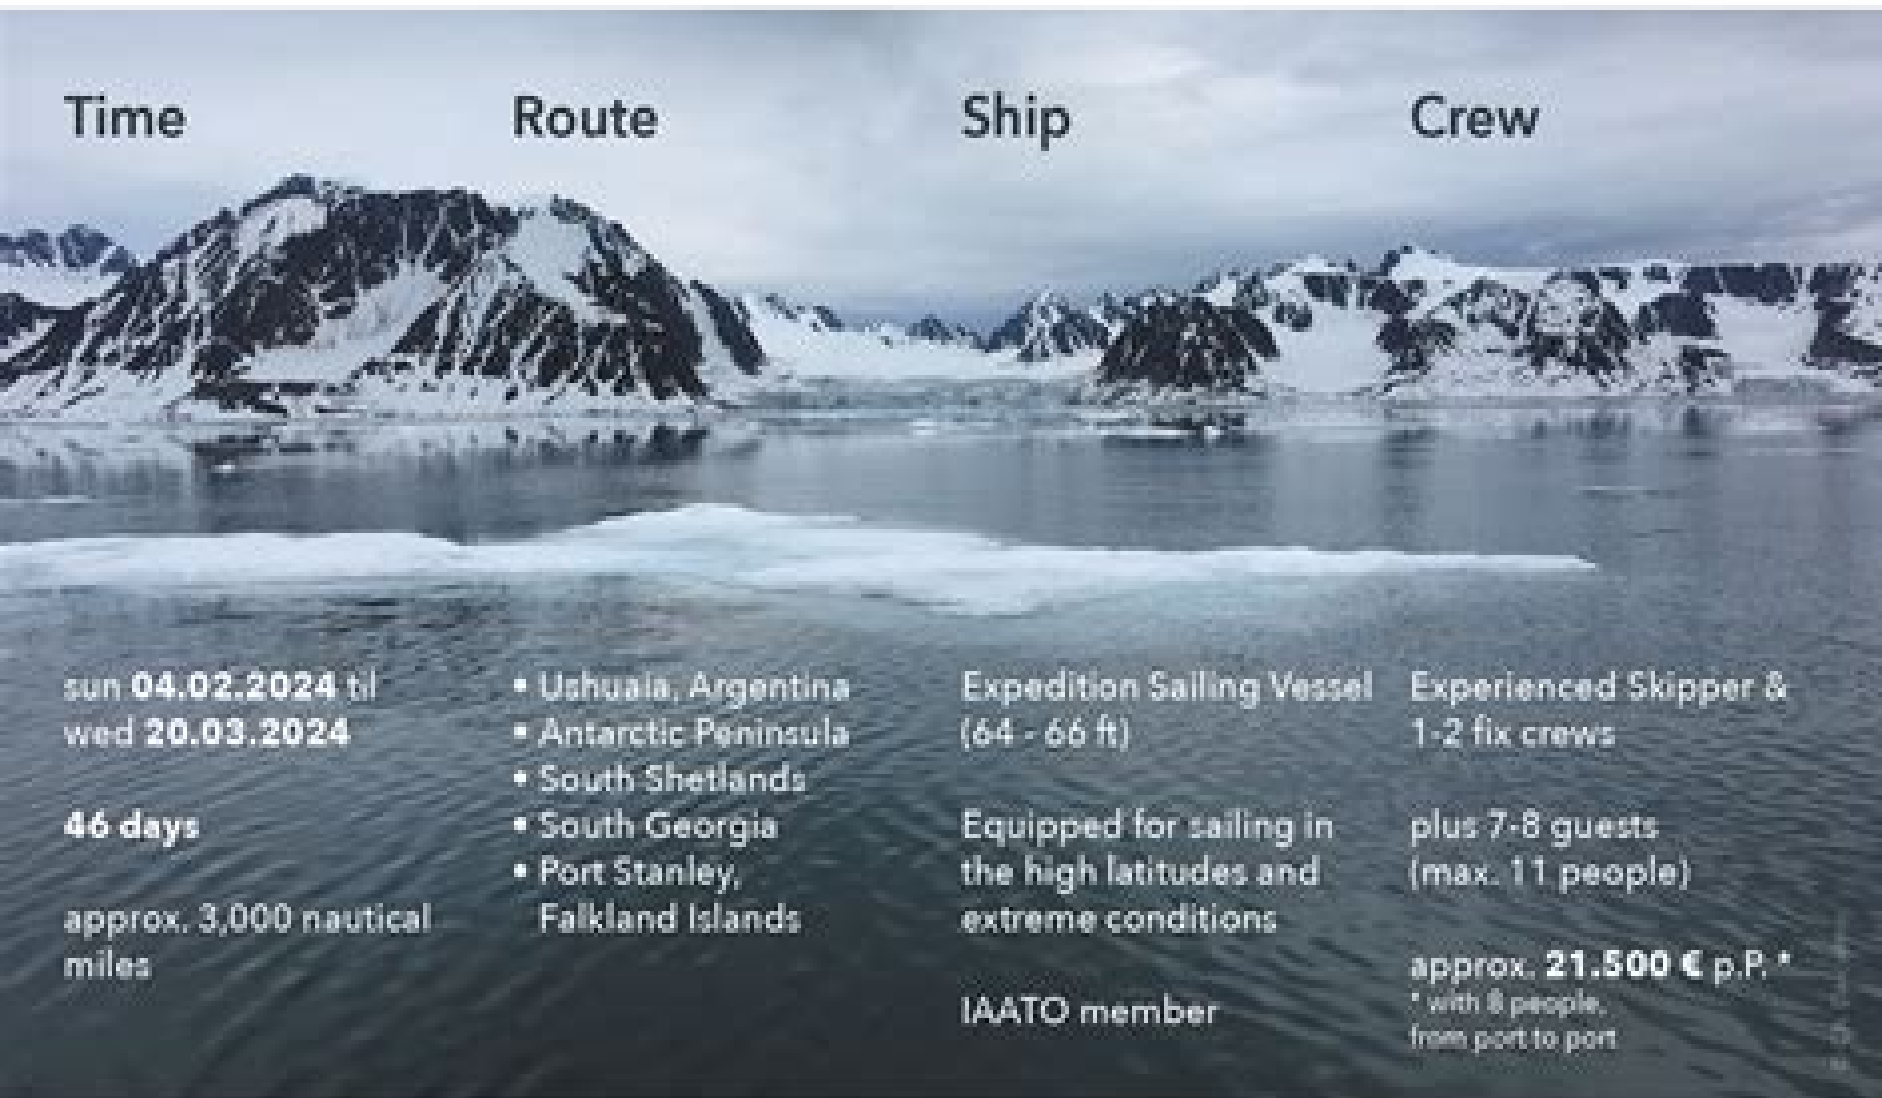 Time
sun 04.02.2024 til
wed 20.03.2024
46 days
approx. 3,000 nautical
miles
Route
• Ushuaia, Argentina
• Antarctic Peninsula
• South Shetlands
• South Georgia
• Port Stanley,
Falkland Islands
Ship
Expedition Sailing Vessel
(64 - 66 ft)
Equipped for sailing in
the high latitudes and
extreme conditions
IAATO member
Crew
Experienced Skipper &
1-2 fix crews
plus 7-8 guests
(max. 11 people)
approx. 21.500 € p.P. *
* with 8 people,
from port to port